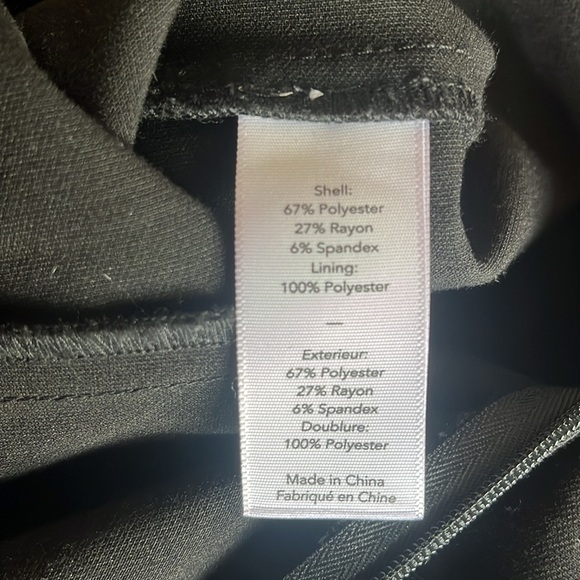 Shell:
67% Polyester
27% Rayon
6% Spandex
Lining:
100% Polyester
—
Exterieur:
67% Polyester
27% Rayon
6% Spandex
Doublure:
100% Polyester
Made in China
Fabriqué en Chine